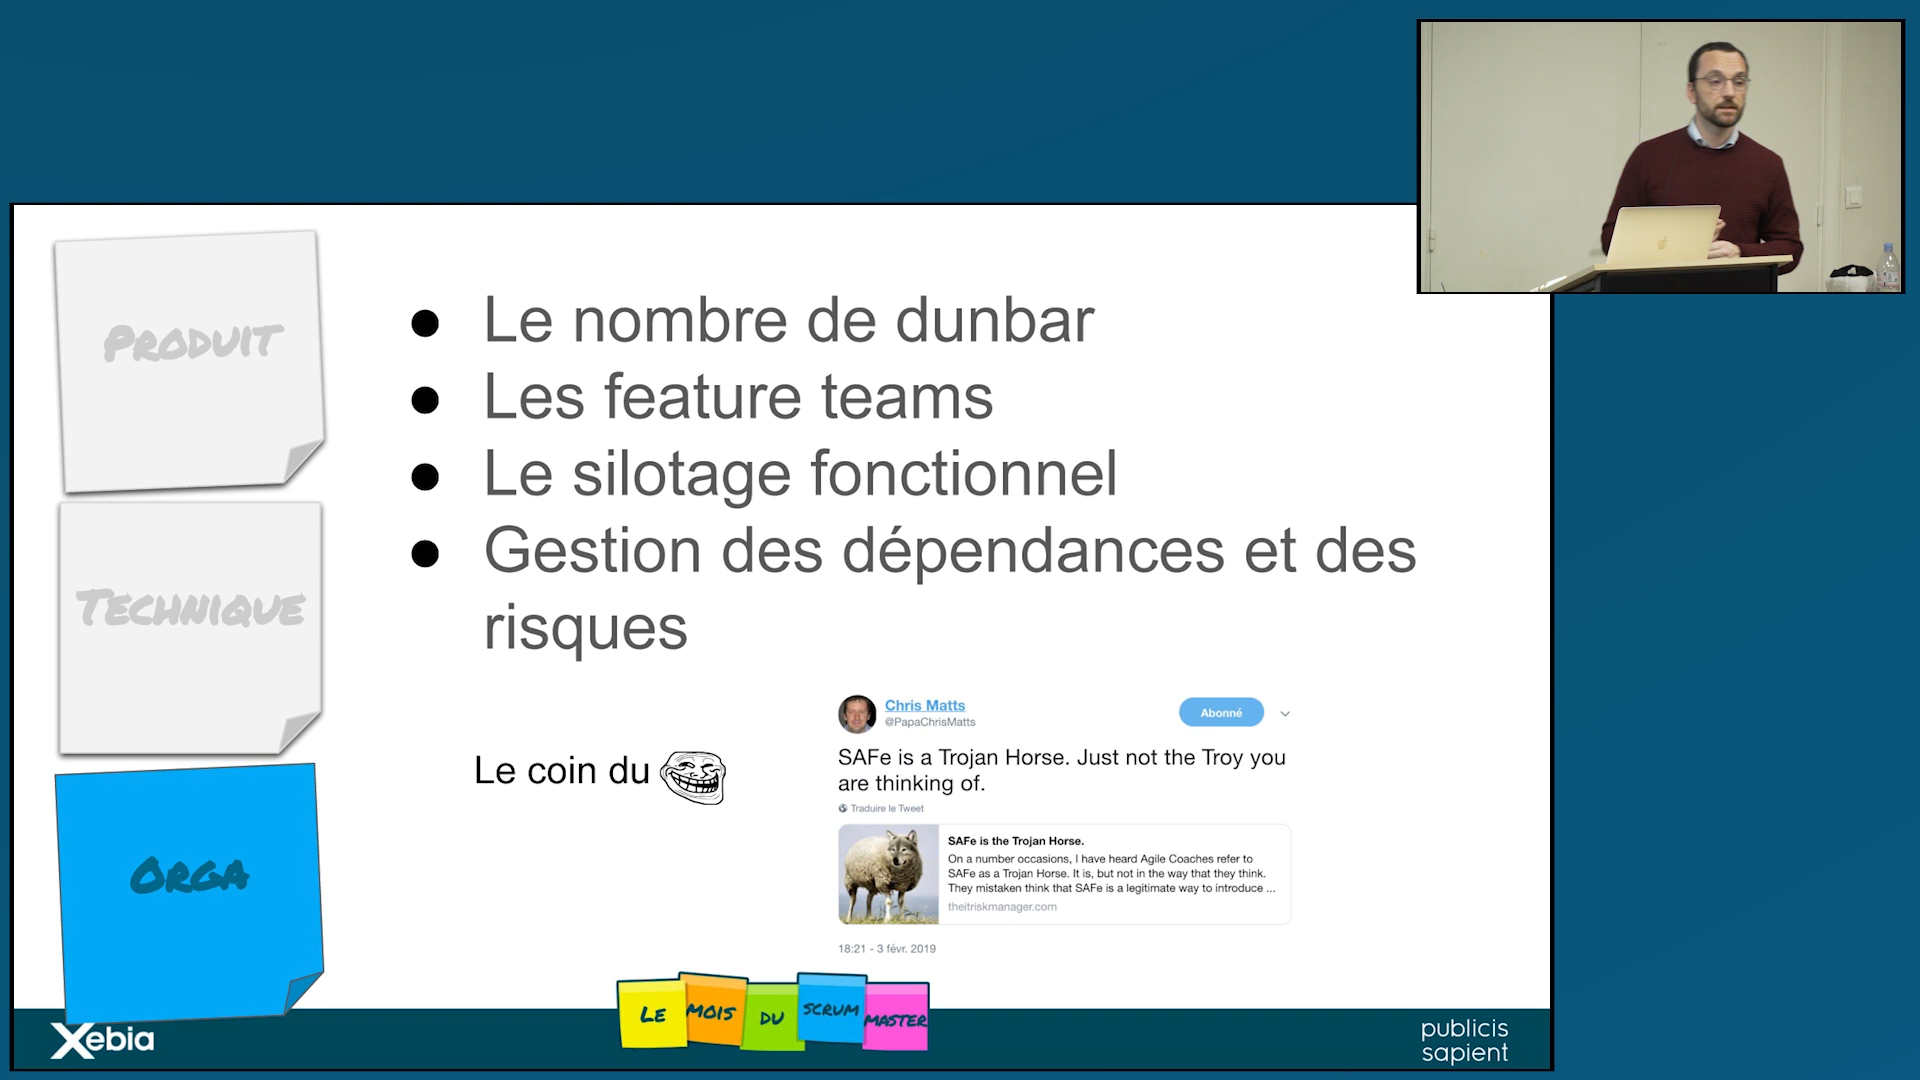 PRODUIT
TECHNIQUE
ORGA
● Le nombre de dunbar
● Les feature teams
● Le silotage fonctionnel
● Gestion des dépendances et des
risques
Le coin du
Chris Matts
@PapaChrisMatts
Abonné
SAFe is a Trojan Horse. Just not the Troy you
are thinking of.
Traduire le Tweet
SAFe is the Trojan Horse.
On a number occasions, I have heard Agile Coaches refer to
SAFe as a Trojan Horse. It is, but not in the way that they think.
They mistaken think that SAFe is a legitimate way to introduce ...
theitriskmanager.com
18:21 - 3 févr. 2019
LE MOIS DU SCRUM MASTER
Xebia
publicis
sapient